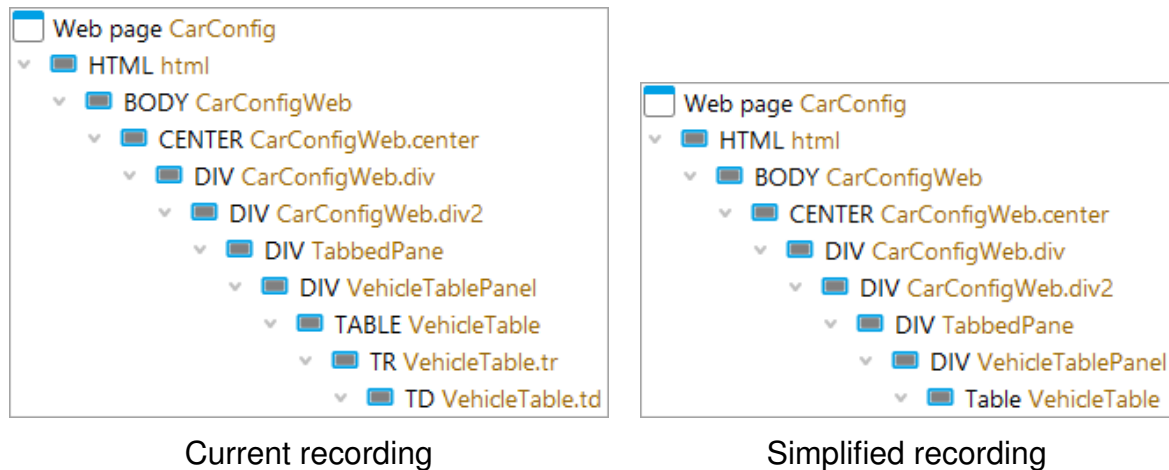 Web page CarConfig
HTML html
BODY CarConfigWeb
CENTER CarConfigWeb.center
DIV CarConfigWeb.div
DIV CarConfigWeb.div2
DIV TabbedPane
DIV VehicleTablePanel
TABLE VehicleTable
TR VehicleTable.tr
TD VehicleTable.td
Current recording
Web page CarConfig
HTML html
BODY CarConfigWeb
CENTER CarConfigWeb.center
DIV CarConfigWeb.div
DIV CarConfigWeb.div2
DIV TabbedPane
DIV VehicleTablePanel
Table VehicleTable
Simplified recording